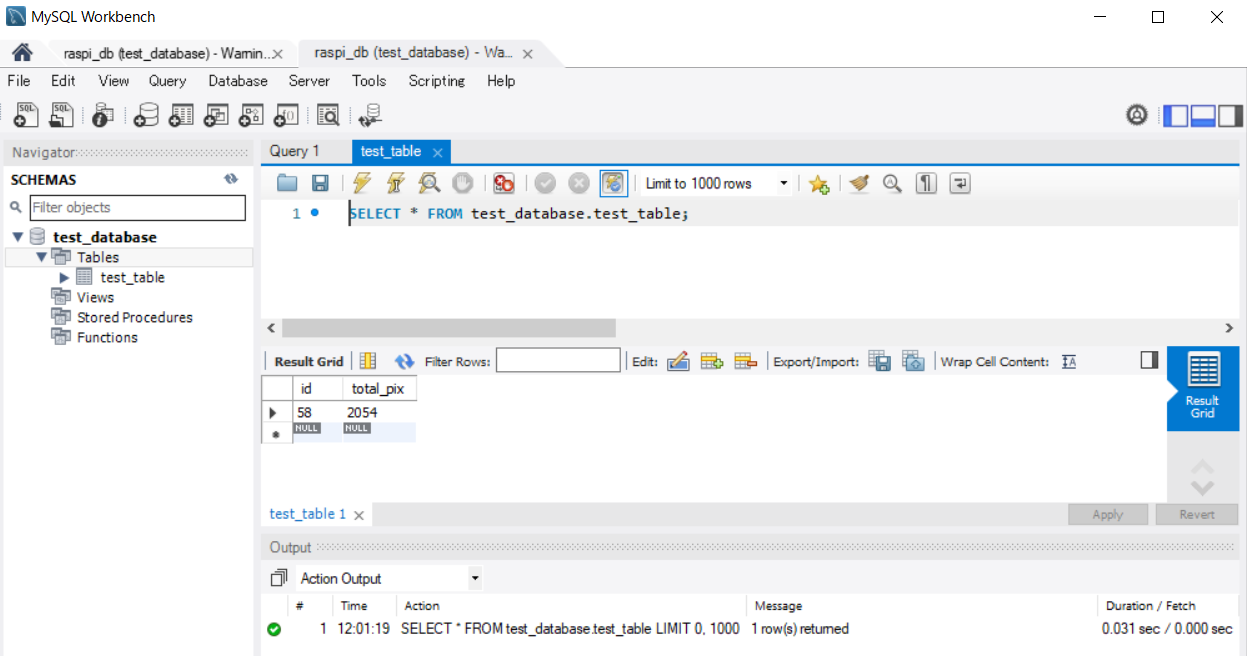 MySQL Workbench
raspi_db (test_database) - Warnin..
raspi_db (test_database) - Wa...
File Edit View Query Database Server Tools Scripting Help
SQL SQL
Navigator
Query 1 test_table
SCHEMAS
Limit to 1000 rows
Filter objects
1 SELECT * FROM test_database.test_table;
test_database
Tables
test_table
Views
Stored Procedures
Functions
Result Grid Filter Rows: Edit: Export/Import: Wrap Cell Content:
id total_pix
58 2054
NULL NULL
Result
Grid
test_table 1 Apply Revert
Output
Action Output
# Time Action Message Duration / Fetch
1 12:01:19 SELECT * FROM test_database.test_table LIMIT 0, 1000 1 row(s) returned 0.031 sec / 0.000 sec